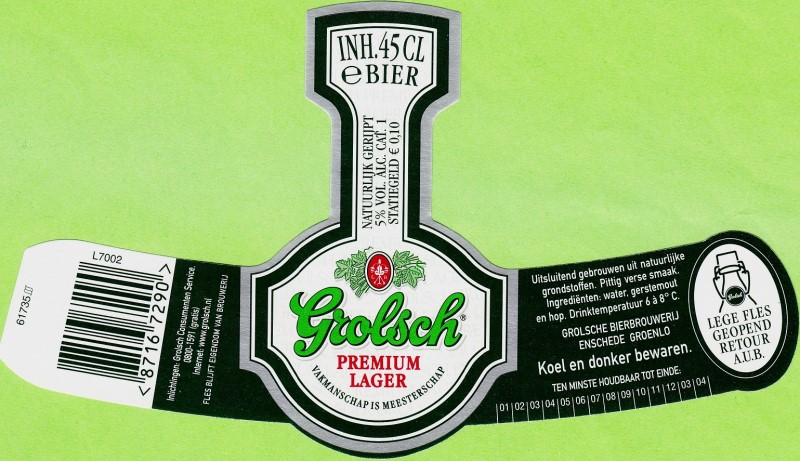 INH.45CL
℮BIER
NATUURLIJK GERIJPT
5% VOL. ALC. CAT. 1
STATIEGELD € 0,10
Grolsch®
PREMIUM
LAGER
VAKMANSCHAP IS MEESTERSCHAP
61735
L7002
<8716167297290>
Inlichtingen: Grolsch Consumenten Service,
0800-1591 (gratis)
Internet: www.grolsch.nl
FLES BLIJFT EIGENDOM VAN BROUWERIJ
Uitsluitend gebrouwen uit natuurlijke
grondstoffen. Pittig verse smaak.
Ingrediënten: water, gerstemout
en hop. Drinktemperatuur 6 à 8° C.
GROLSCHE BIERBROUWERIJ
ENSCHEDE GROENLO
Koel en donker bewaren.
TEN MINSTE HOUDBAAR TOT EINDE:
01|02|03|04|05|06|07|08|09|10|11|12|03|04
LEGE FLES
GEOPEND
RETOUR
A.U.B.